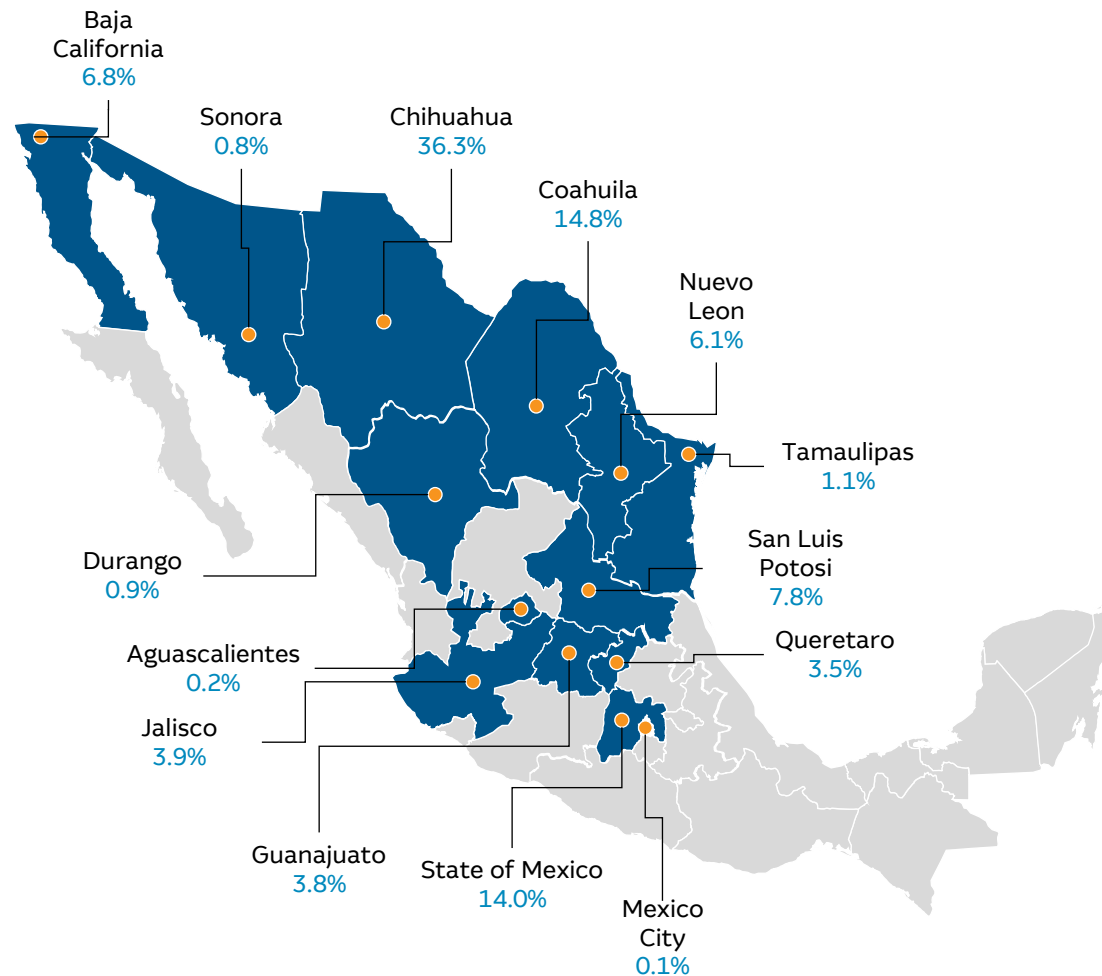 Baja
California
6.8%
Sonora
0.8%
Chihuahua
36.3%
Coahuila
14.8%
Nuevo
Leon
6.1%
Tamaulipas
1.1%
San Luis
Potosi
7.8%
Durango
0.9%
Queretaro
3.5%
Aguascalientes
0.2%
Jalisco
3.9%
Guanajuato
3.8%
State of Mexico
14.0%
Mexico
City
0.1%